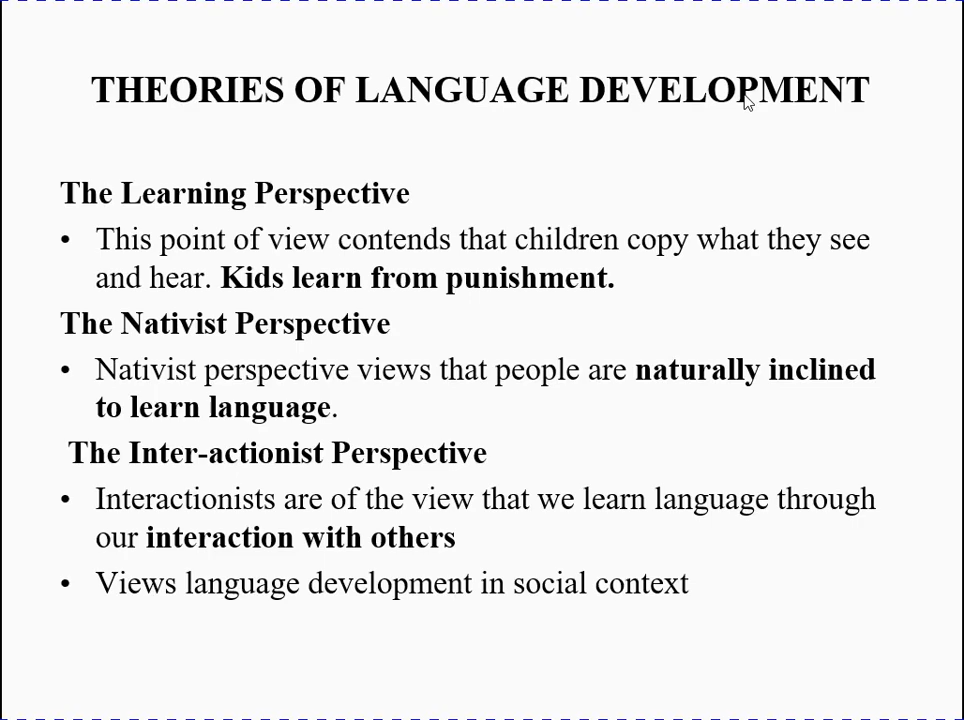 THEORIES OF LANGUAGE DEVELOPMENT
The Learning Perspective
• This point of view contends that children copy what they see
and hear. Kids learn from punishment.
The Nativist Perspective
• Nativist perspective views that people are naturally inclined
to learn language.
The Inter-actionist Perspective
• Interactionists are of the view that we learn language through
our interaction with others
• Views language development in social context